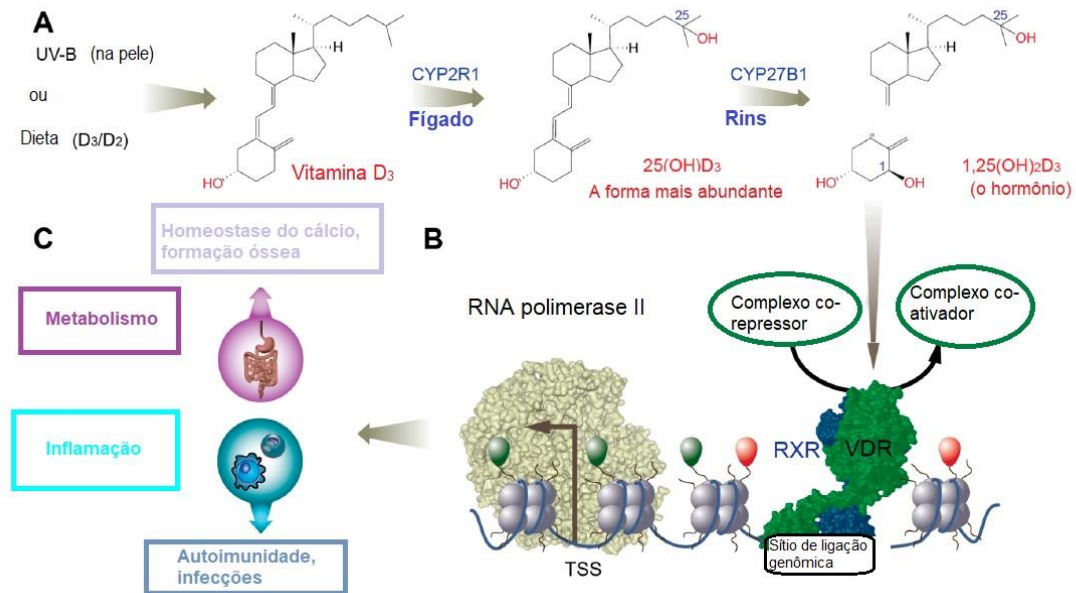 A
UV-B (na pele)
ou
Dieta (D₃/D₂)
HO
H
Vitamina D₃
CYP2R1
Fígado
25
OH
H
HO
25(OH)D₃
A forma mais abundante
CYP27B1
Rins
25
OH
H
1
HO
OH
1,25(OH)₂D₃
(o hormônio)
C
Homeostase do cálcio,
formação óssea
Metabolismo
Inflamação
Autoimunidade,
infecções
B
RNA polimerase II
Complexo co-
repressor
Complexo co-
ativador
RXR
VDR
TSS
Sítio de ligação
genômica